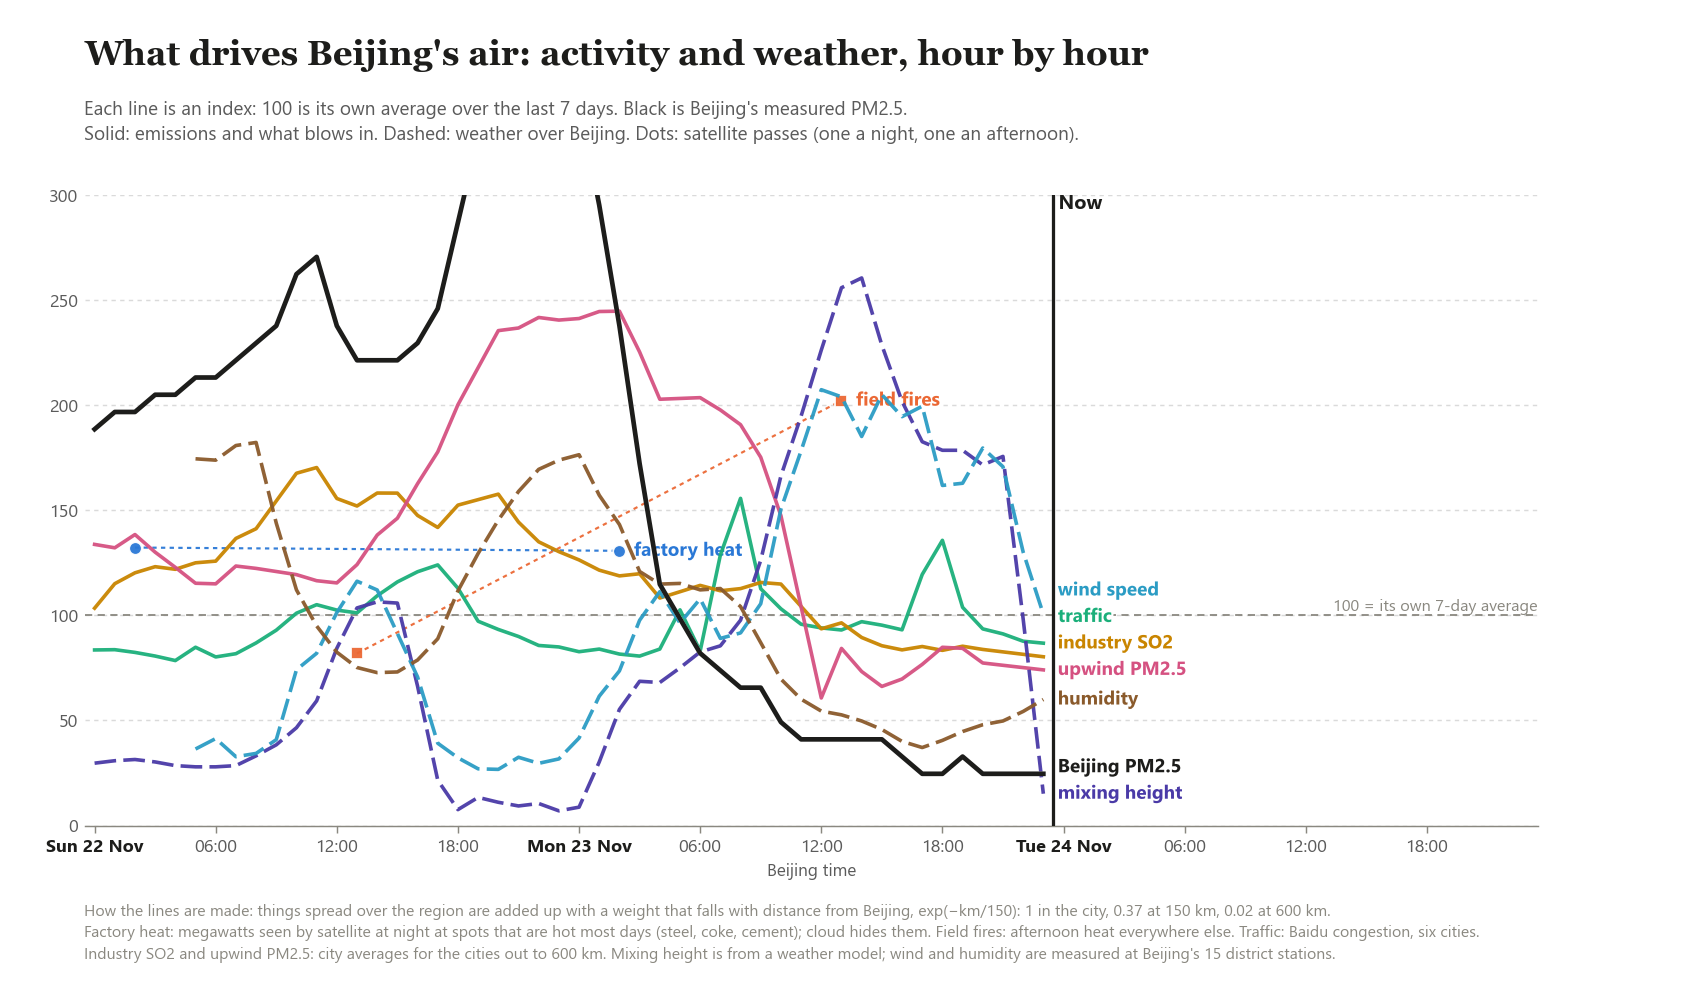 What drives Beijing's air: activity and weather, hour by hour
Each line is an index: 100 is its own average over the last 7 days. Black is Beijing's measured PM2.5.
Solid: emissions and what blows in. Dashed: weather over Beijing. Dots: satellite passes (one a night, one an afternoon).
300
Now
250
200
field fires
150
factory heat
wind speed
100 = its own 7-day average
100
traffic
industry SO2
upwind PM2.5
humidity
50
Beijing PM2.5
mixing height
0
Sun 22 Nov 06:00 12:00 18:00 Mon 23 Nov 06:00 12:00 18:00 Tue 24 Nov 06:00 12:00 18:00
Beijing time
How the lines are made: things spread over the region are added up with a weight that falls with distance from Beijing, exp(−km/150): 1 in the city, 0.37 at 150 km, 0.02 at 600 km.
Factory heat: megawatts seen by satellite at night at spots that are hot most days (steel, coke, cement); cloud hides them. Field fires: afternoon heat everywhere else. Traffic: Baidu congestion, six cities.
Industry SO2 and upwind PM2.5: city averages for the cities out to 600 km. Mixing height is from a weather model; wind and humidity are measured at Beijing's 15 district stations.